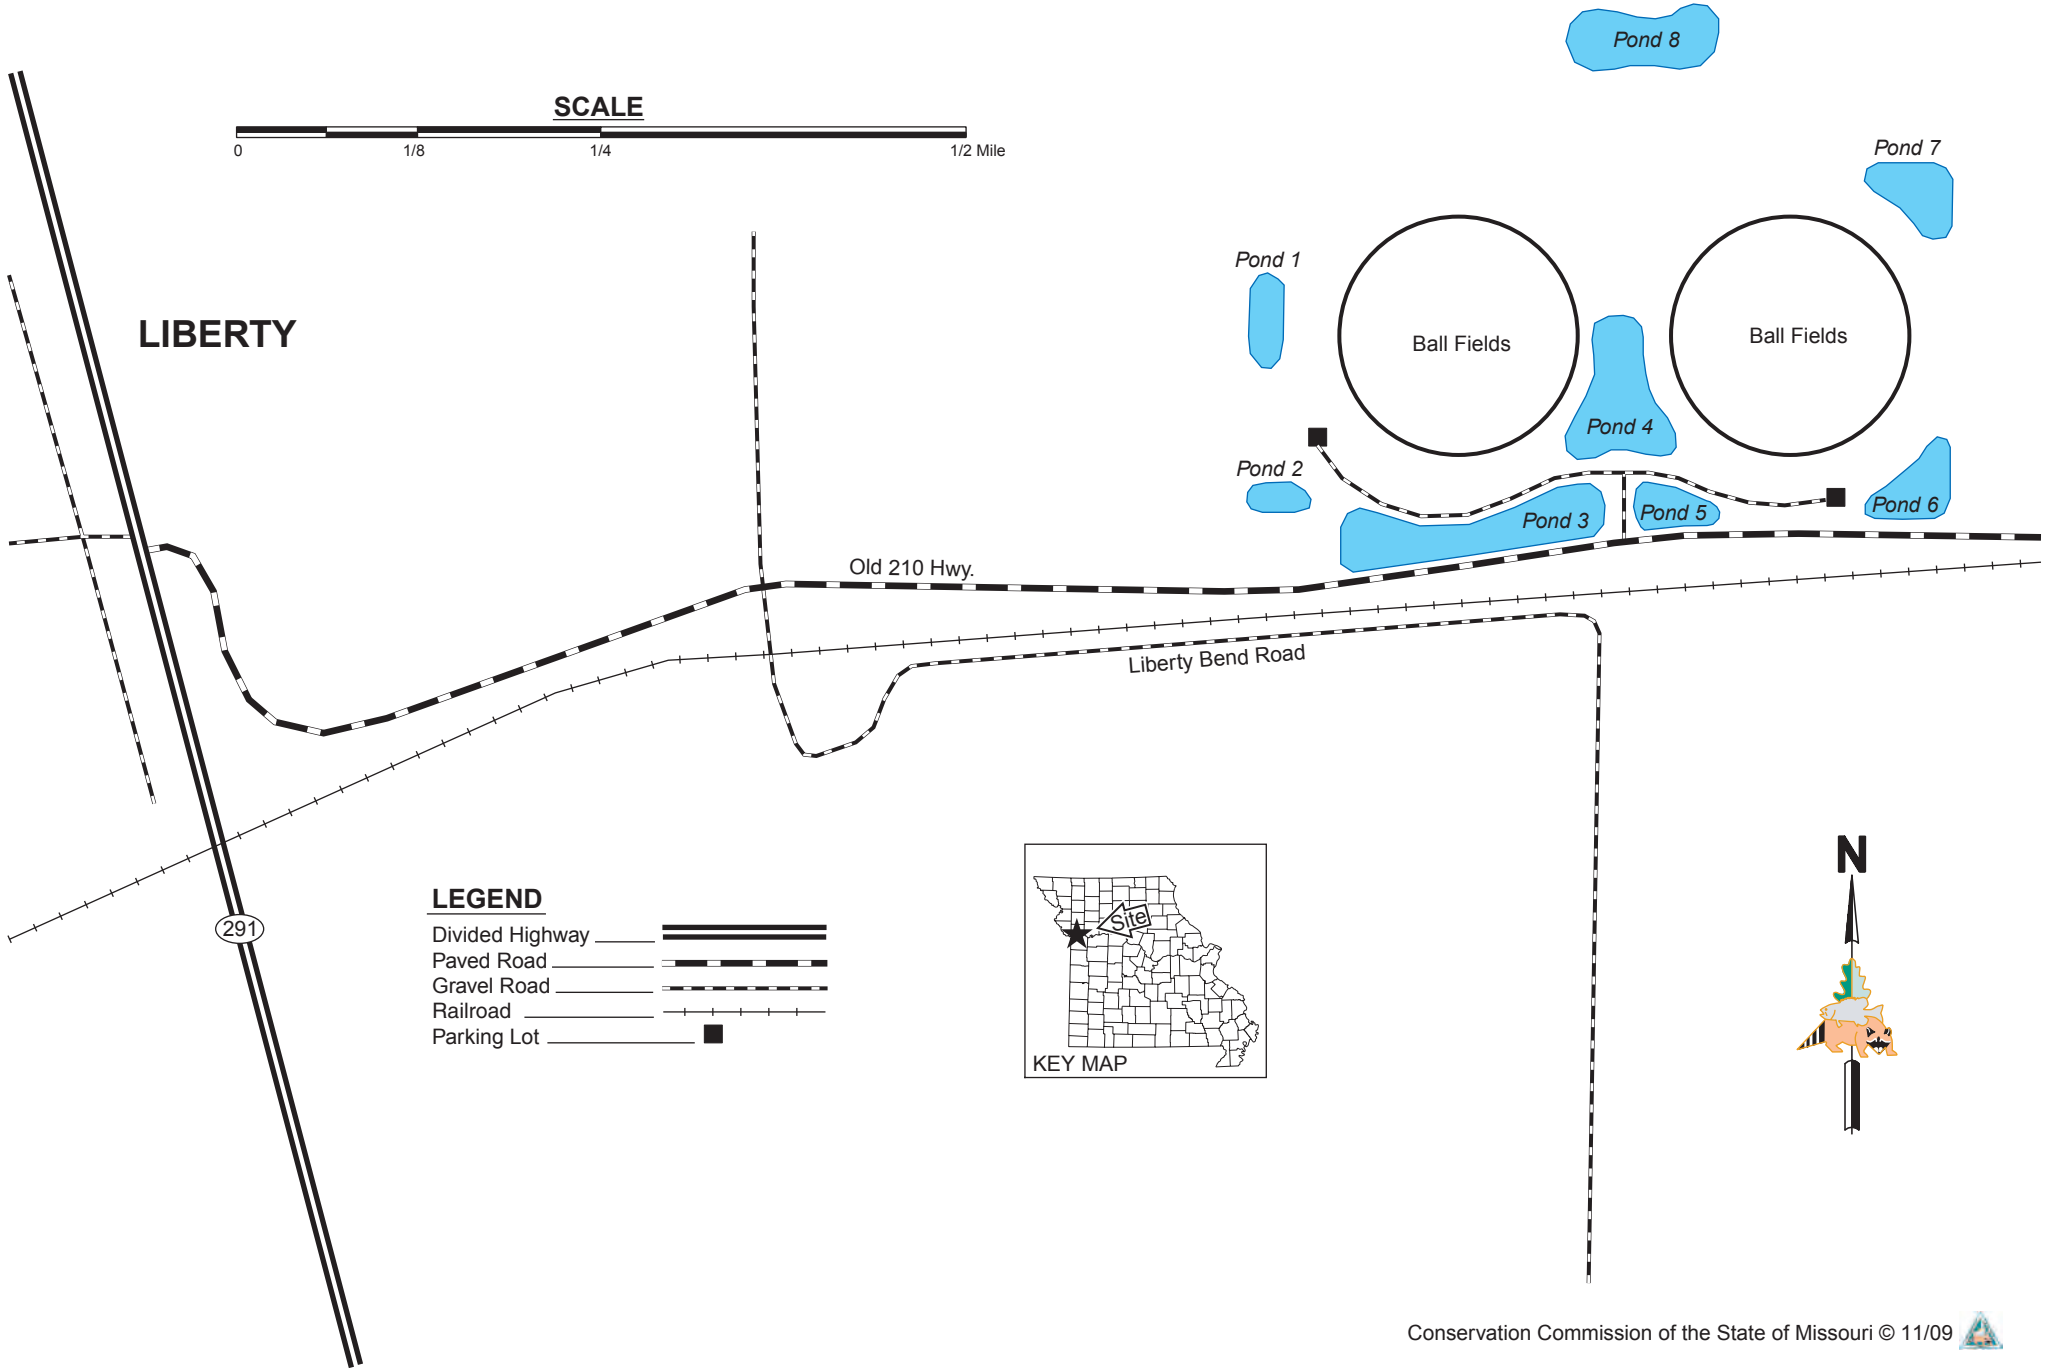 Pond 8
SCALE
0 1/8 1/4 1/2 Mile
Pond 7
Pond 1
LIBERTY
Ball Fields
Ball Fields
Pond 4
Pond 2
Pond 6
Pond 5
Pond 3
Old 210 Hwy.
Liberty Bend Road
N
LEGEND
Divided Highway
Paved Road
Gravel Road
Railroad
Parking Lot
291
Site
KEY MAP
Conservation Commission of the State of Missouri © 11/09